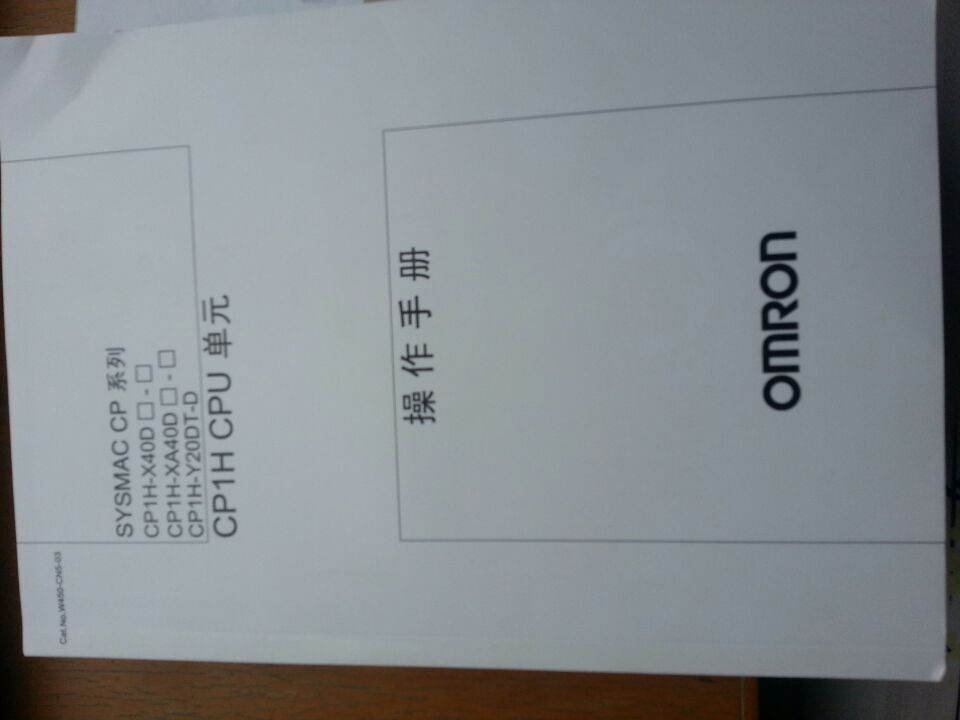 Cat.No.W450-CN5-03
SYSMAC CP 系列
CP1H-X40D□-□
CP1H-XA40D□-□
CP1H-Y20DT-D
CP1H CPU 单元
操作手册
OMRON